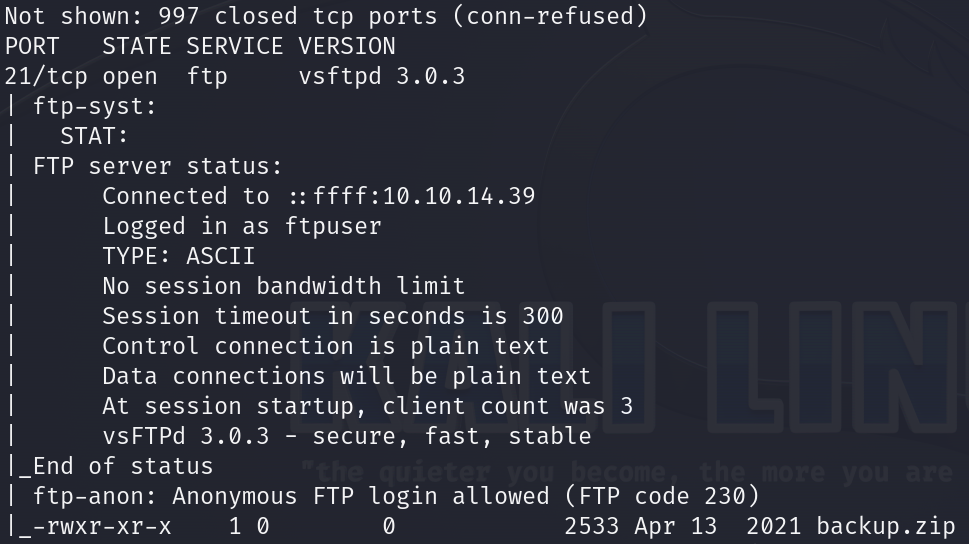 Not shown: 997 closed tcp ports (conn-refused)
PORT   STATE SERVICE VERSION
21/tcp open  ftp     vsftpd 3.0.3
| ftp-syst:
|   STAT:
| FTP server status:
|      Connected to ::ffff:10.10.14.39
|      Logged in as ftpuser
|      TYPE: ASCII
|      No session bandwidth limit
|      Session timeout in seconds is 300
|      Control connection is plain text
|      Data connections will be plain text
|      At session startup, client count was 3
|      vsFTPd 3.0.3 - secure, fast, stable
|_End of status
| ftp-anon: Anonymous FTP login allowed (FTP code 230)
|_-rwxr-xr-x    1 0        0            2533 Apr 13  2021 backup.zip
KALI LIN
"the quieter you become, the more you are